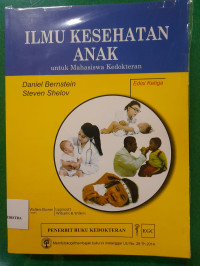 ILMU KESEHATAN
ANAK
untuk Mahasiswa Kedokteran
Daniel Bernstein
Steven Shelov
Edisi Ketiga
PENERBIT BUKU KEDOKTERAN
EGC